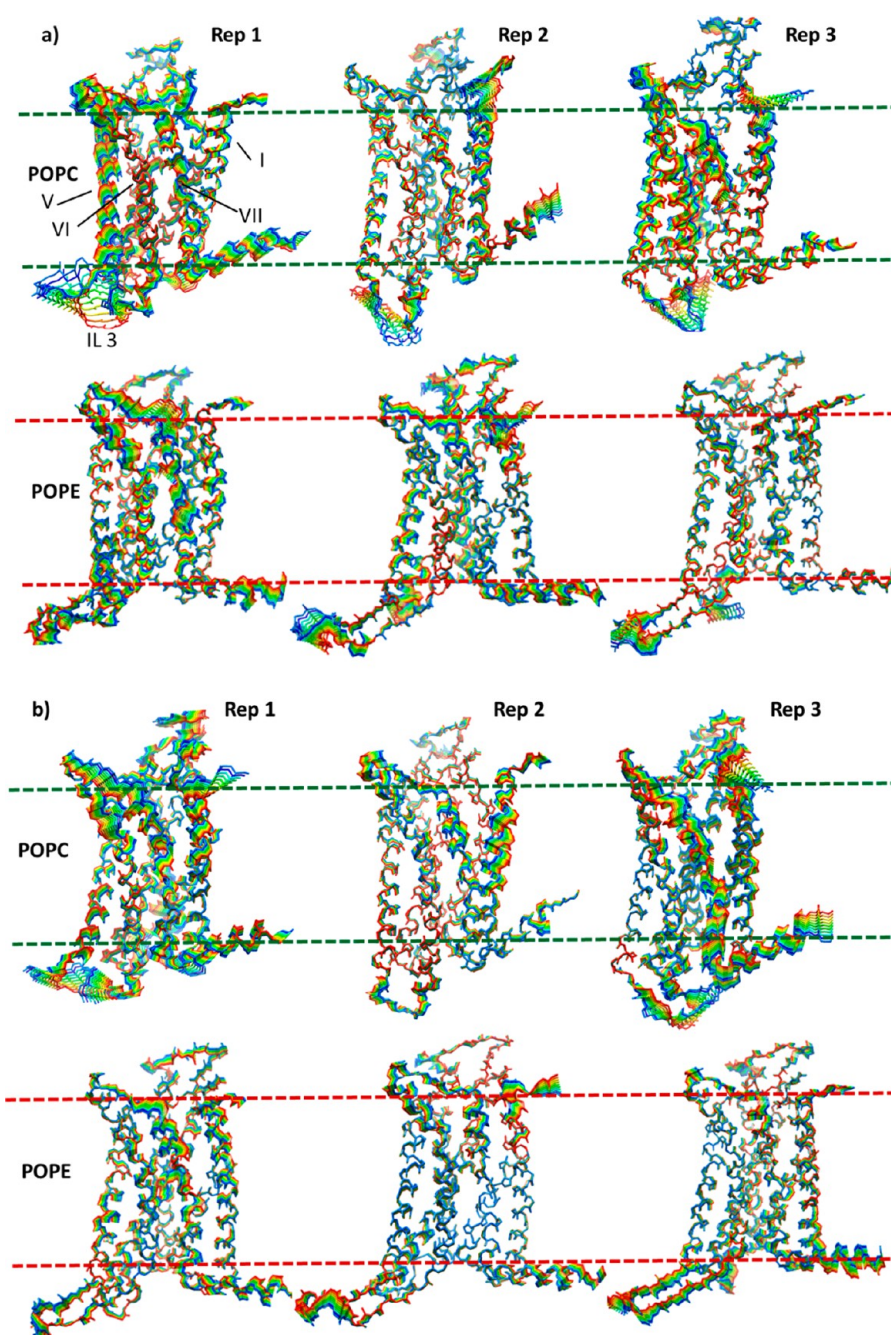 a) Rep 1 Rep 2 Rep 3
POPC
I
V
VI
VII
IL 3
POPE
b) Rep 1 Rep 2 Rep 3
POPC
POPE